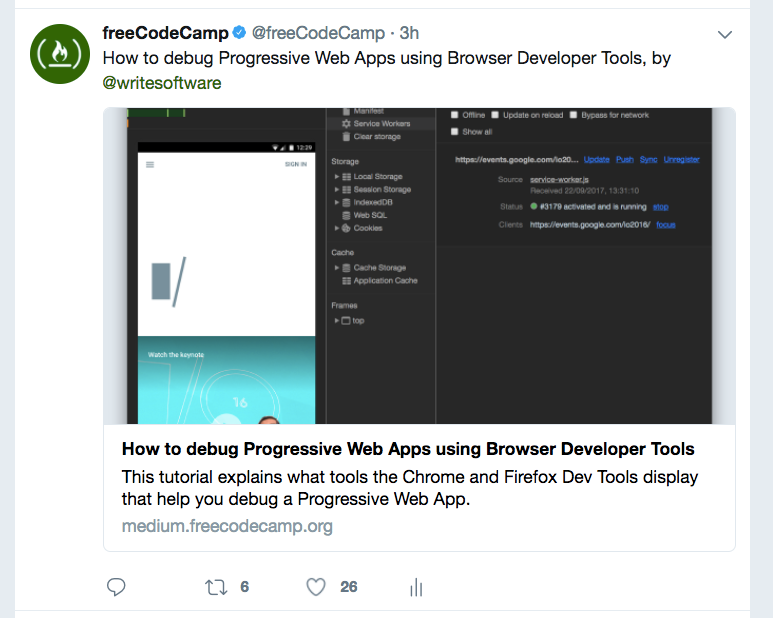 freeCodeCamp @freeCodeCamp · 3h
How to debug Progressive Web Apps using Browser Developer Tools, by
@writesoftware
Manifest
Service Workers
Clear storage
Offline Update on reload Bypass for network
Show all
12:29
SIGN IN
Storage
Local Storage
Session Storage
IndexedDB
Web SQL
Cookies
Cache
Cache Storage
Application Cache
Frames
top
https://events.google.com/io20... Update Push Sync Unregister
Source service-worker.js
Received 22/09/2017, 13:31:10
Status #3179 activated and is running stop
Clients https://events.google.com/io2016/ focus
Watch the keynote
16
How to debug Progressive Web Apps using Browser Developer Tools
This tutorial explains what tools the Chrome and Firefox Dev Tools display
that help you debug a Progressive Web App.
medium.freecodecamp.org
6 26